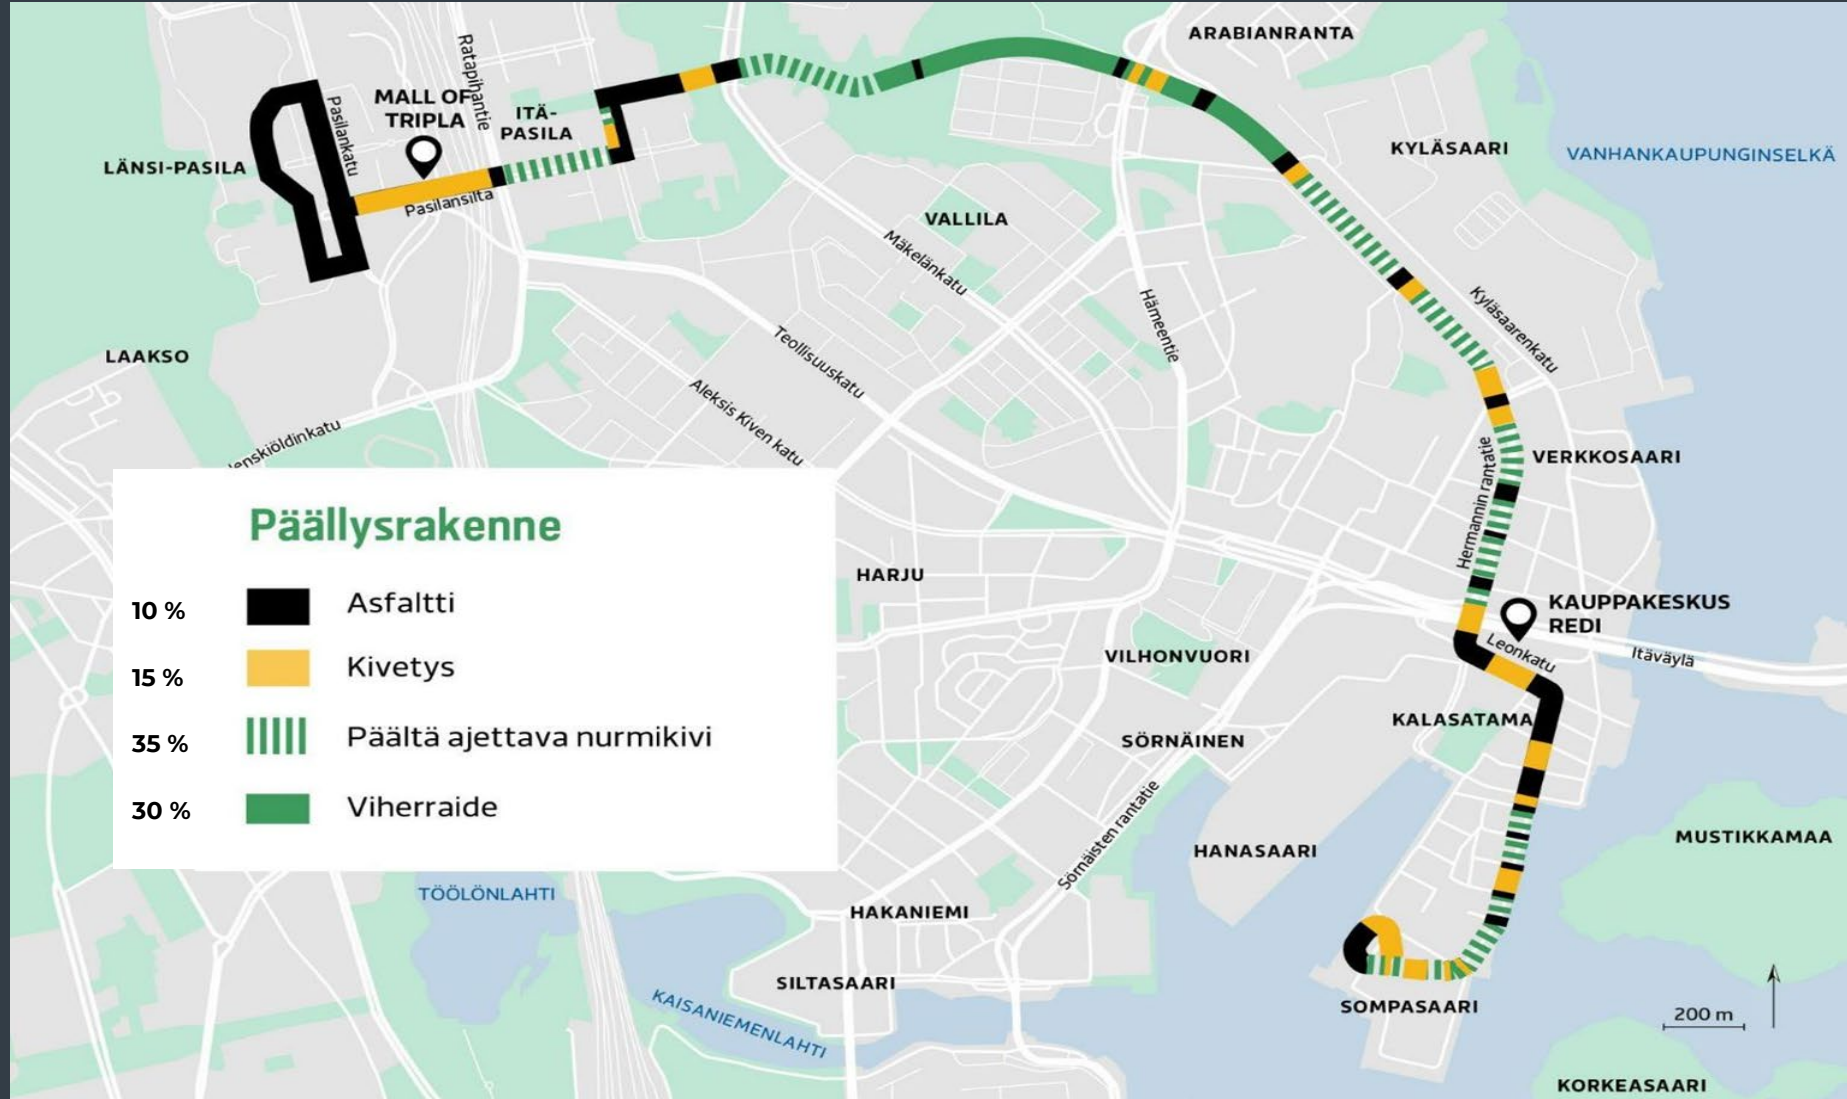 ARABIANRANTA
Ratapihantie
MALL OF
TRIPLA
Pasilankatu
ITÄ-
PASILA
LÄNSI-PASILA
KYLÄSAARI
VANHANKAUPUNGINSELKÄ
Pasilansilta
VALLILA
Mäkelänkatu
Hämeentie
Kyläsaarenkatu
LAAKSO
Teollisuuskatu
Aleksis Kiven katu
VERKKOSAARI
Hermannin rantatie
Päällysrakenne
10 % Asfaltti
15 % Kivetys
35 % Päältä ajettava nurmikivi
30 % Viherraide
HARJU
KAUPPAKESKUS
REDI
Leonkatu
Itäväylä
VILHONVUORI
KALASATAMA
SÖRNÄINEN
Sörnäisten rantatie
HANASAARI
MUSTIKKAMAA
TÖÖLÖNLAHTI
HAKANIEMI
SILTASAARI
KAISANIEMENLAHTI
SOMPASAARI
200 m
KORKEASAARI